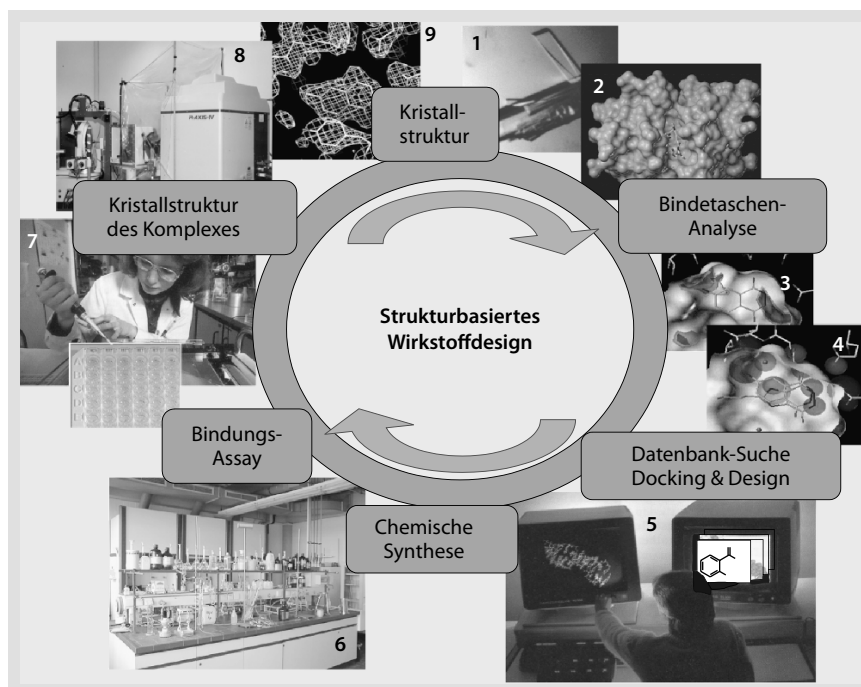 8
9
1
2
R-AXIS-IV
Kristall-
struktur
Kristallstruktur
des Komplexes
Bindetaschen-
Analyse
7
3
Strukturbasiertes
Wirkstoffdesign
4
Bindungs-
Assay
Datenbank-Suche
Docking & Design
Chemische
Synthese
5
6